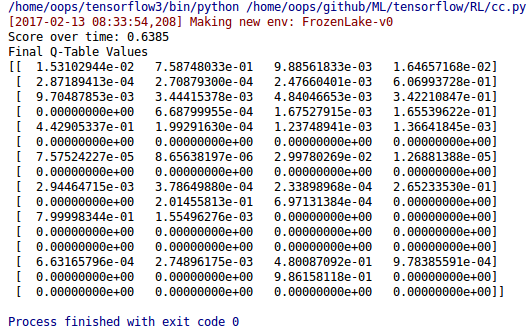 /home/oops/tensorflow3/bin/python /home/oops/github/ML/tensorflow/RL/cc.py
[2017-02-13 08:33:54,208] Making new env: FrozenLake-v0
Score over time: 0.6385
Final Q-Table Values
[[ 1.53102944e-02 7.58748033e-01 9.88561833e-03 1.64657168e-02]
[ 2.87189413e-04 2.70879300e-04 2.47660401e-03 6.06993728e-01]
[ 9.70487853e-03 3.44415378e-03 4.84046653e-03 3.42210847e-01]
[ 0.00000000e+00 6.68799955e-04 1.67527915e-03 1.65539622e-01]
[ 4.42905337e-01 1.99291630e-04 1.23748941e-03 1.36641845e-03]
[ 0.00000000e+00 0.00000000e+00 0.00000000e+00 0.00000000e+00]
[ 7.57524227e-05 8.65638197e-06 2.99780269e-02 1.26881388e-05]
[ 0.00000000e+00 0.00000000e+00 0.00000000e+00 0.00000000e+00]
[ 2.94464715e-03 3.78649880e-04 2.33898968e-04 2.65233530e-01]
[ 0.00000000e+00 2.01455813e-01 6.97131384e-04 0.00000000e+00]
[ 7.99998344e-01 1.55496276e-03 0.00000000e+00 0.00000000e+00]
[ 0.00000000e+00 0.00000000e+00 0.00000000e+00 0.00000000e+00]
[ 0.00000000e+00 0.00000000e+00 0.00000000e+00 0.00000000e+00]
[ 6.63165796e-04 2.74896175e-03 4.80087092e-01 9.78385591e-04]
[ 0.00000000e+00 0.00000000e+00 9.86158118e-01 0.00000000e+00]
[ 0.00000000e+00 0.00000000e+00 0.00000000e+00 0.00000000e+00]]
Process finished with exit code 0